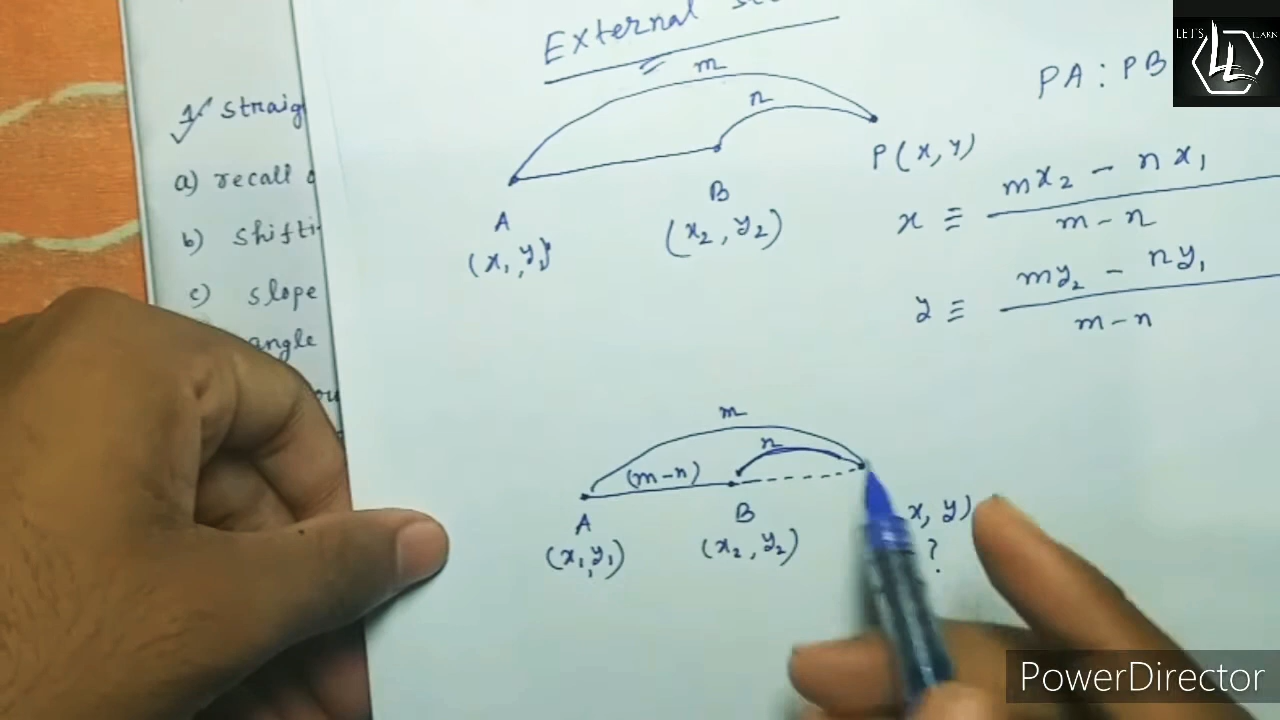 External
m
n
PA : PB
P(x, y)
A
(x₁, y₁)
B
(x₂, y₂)
x ≡ mx₂ - nx₁
m - n
y ≡ my₂ - ny₁
m - n
1 straig
a) recall
b) shifti
c) slope
angle
m
n
(m-n)
A
(x₁, y₁)
B
(x₂, y₂)
x, y)
?
LET'S LEARN
PowerDirector